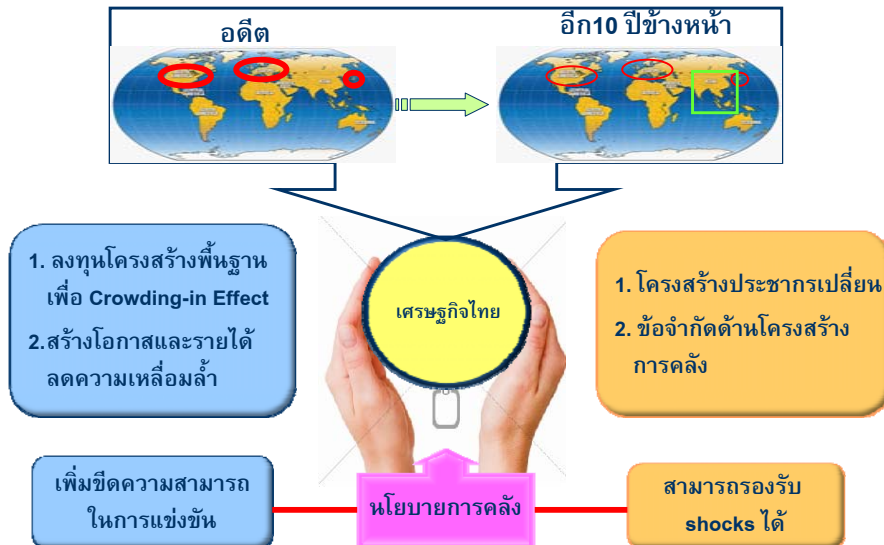 อดีต
อีก10 ปีข้างหน้า
1. ลงทุนโครงสร้างพื้นฐาน
เพื่อ Crowding-in Effect
2.สร้างโอกาสและรายได้
ลดความเหลื่อมล้ำ
เศรษฐกิจไทย
1. โครงสร้างประชากรเปลี่ยน
2. ข้อจำกัดด้านโครงสร้าง
การคลัง
เพิ่มขีดความสามารถ
ในการแข่งขัน
นโยบายการคลัง
สามารถรองรับ
shocks ได้